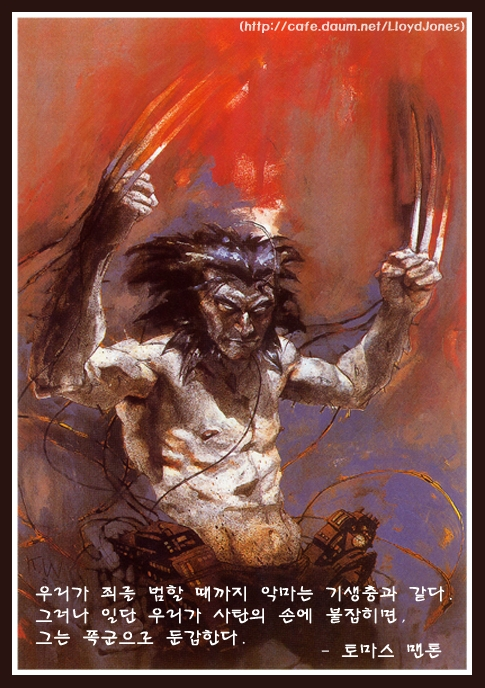 (http://cafe.daum.net/LloydJones)
우리가 죄를 범할 때까지 악마는 기생충과 같다.
그러나 일단 우리가 사탄의 손에 붙잡히면,
그는 폭군으로 둔갑한다.
- 토마스 맨톤